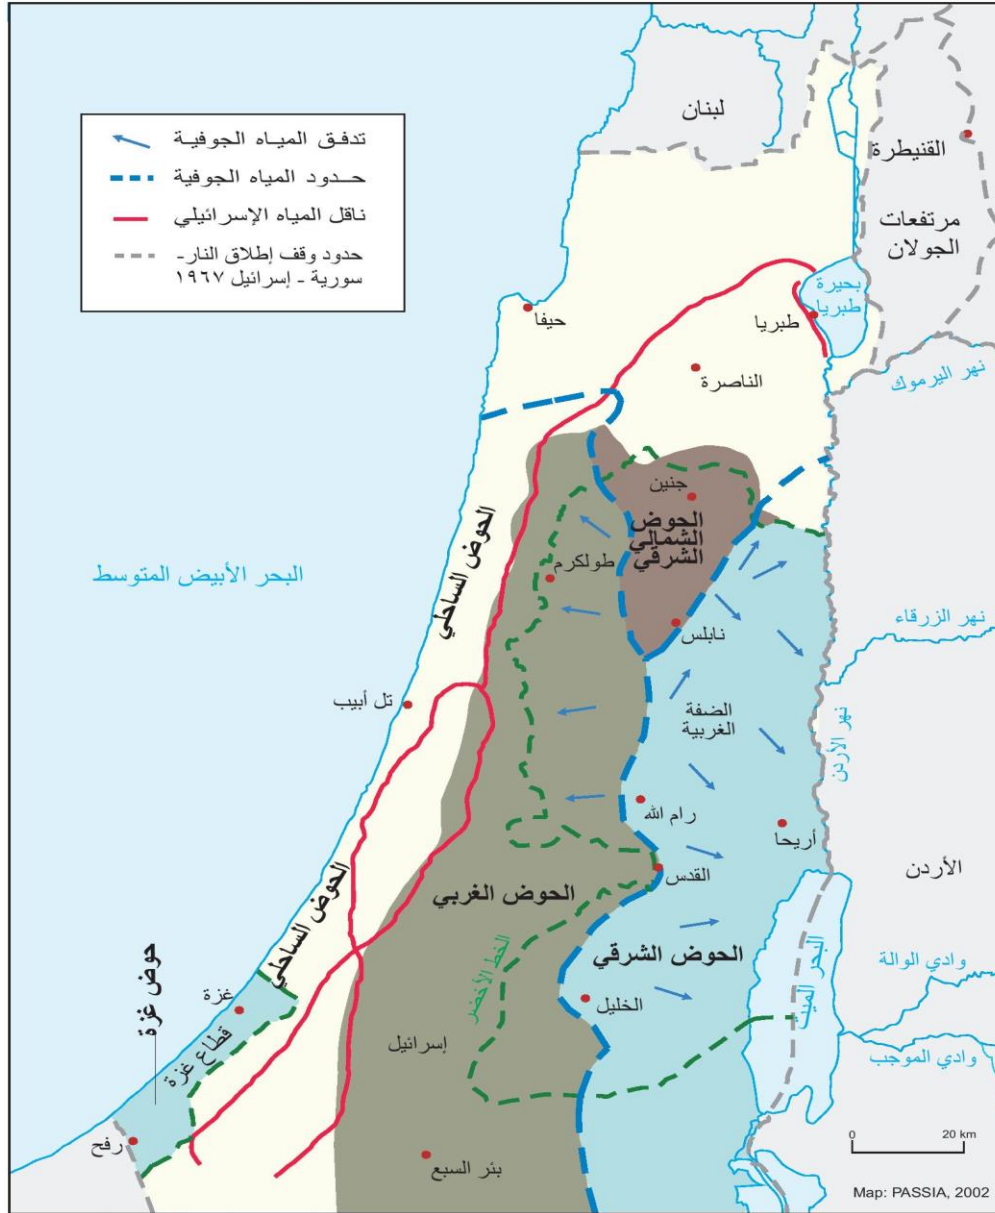 لبنان
القنيطرة
مرتفعات
الجولان
تدفـق الميـاه الجوفيـة
حــدود المياه الجوفية
ناقل المياه الإسرائيلي
حدود وقف إطلاق النار-
سورية - إسرائيل ١٩٦٧
بحيرة
طبريا
طبريا
حيفا
الناصرة
نهر اليرموك
جنين
الحوض
الشمالي
الشرقي
طولكرم
الحوض الساحلي
البحر الأبيض المتوسط
نابلس
نهر الزرقاء
تل أبيب
الضفة
الغربية
نهر الأردن
رام الله
أريحا
الأردن
القدس
الحوض الغربي
الحوض الساحلي
الحوض الشرقي
الخط الأخضر
البحر الميت
وادي الوالة
حوض غزة
غزة
قطاع غزة
الخليل
إسرائيل
وادي الموجب
رفح
بئر السبع
0 20 km
Map: PASSIA, 2002